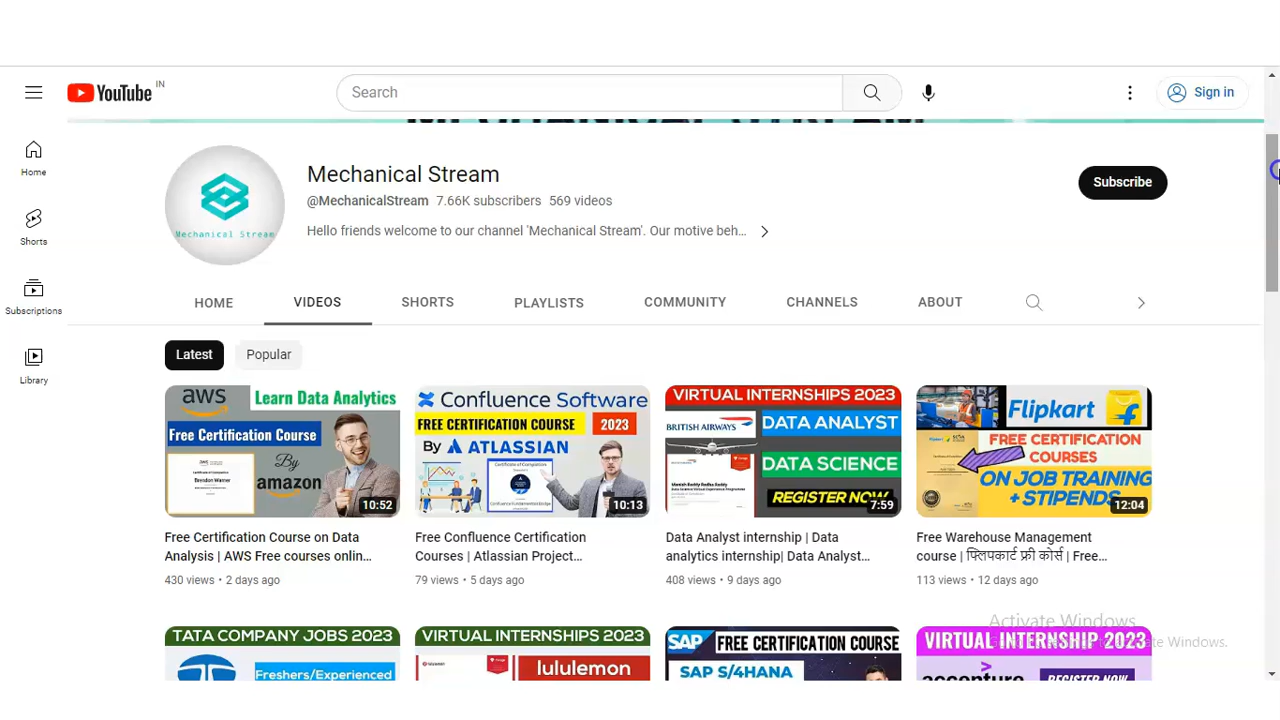 YouTube IN
Search
Sign in
Home
Shorts
Subscriptions
Library
Mechanical Stream
Mechanical Stream
@MechanicalStream 7.66K subscribers 569 videos
Hello friends welcome to our channel 'Mechanical Stream'. Our motive beh...
Subscribe
HOME VIDEOS SHORTS PLAYLISTS COMMUNITY CHANNELS ABOUT
Latest Popular
aws Learn Data Analytics
Free Certification Course
By
amazon
aws
Brendon Warner
10:52
Confluence Software
FREE CERTIFICATION COURSE 2023
By ATLASSIAN
10:13
VIRTUAL INTERNSHIPS 2023
BRITISH AIRWAYS DATA ANALYST
DATA SCIENCE
REGISTER NOW
7:59
Flipkart
FREE CERTIFICATION
COURSES
ON JOB TRAINING
+ STIPENDS
12:04
Free Certification Course on Data
Analysis | AWS Free courses onlin...
430 views • 2 days ago
Free Confluence Certification
Courses | Atlassian Project...
79 views • 5 days ago
Data Analyst internship | Data
analytics internship| Data Analyst...
408 views • 9 days ago
Free Warehouse Management
course | फ्लिपकार्ट फ्री कोर्स | Free...
113 views • 12 days ago
Activate Windows
TATA COMPANY JOBS 2023
Freshers/Experienced
VIRTUAL INTERNSHIPS 2023
lululemon
SAP FREE CERTIFICATION COURSE
SAP S/4HANA
VIRTUAL INTERNSHIP 2023
accenture REGISTER NOW